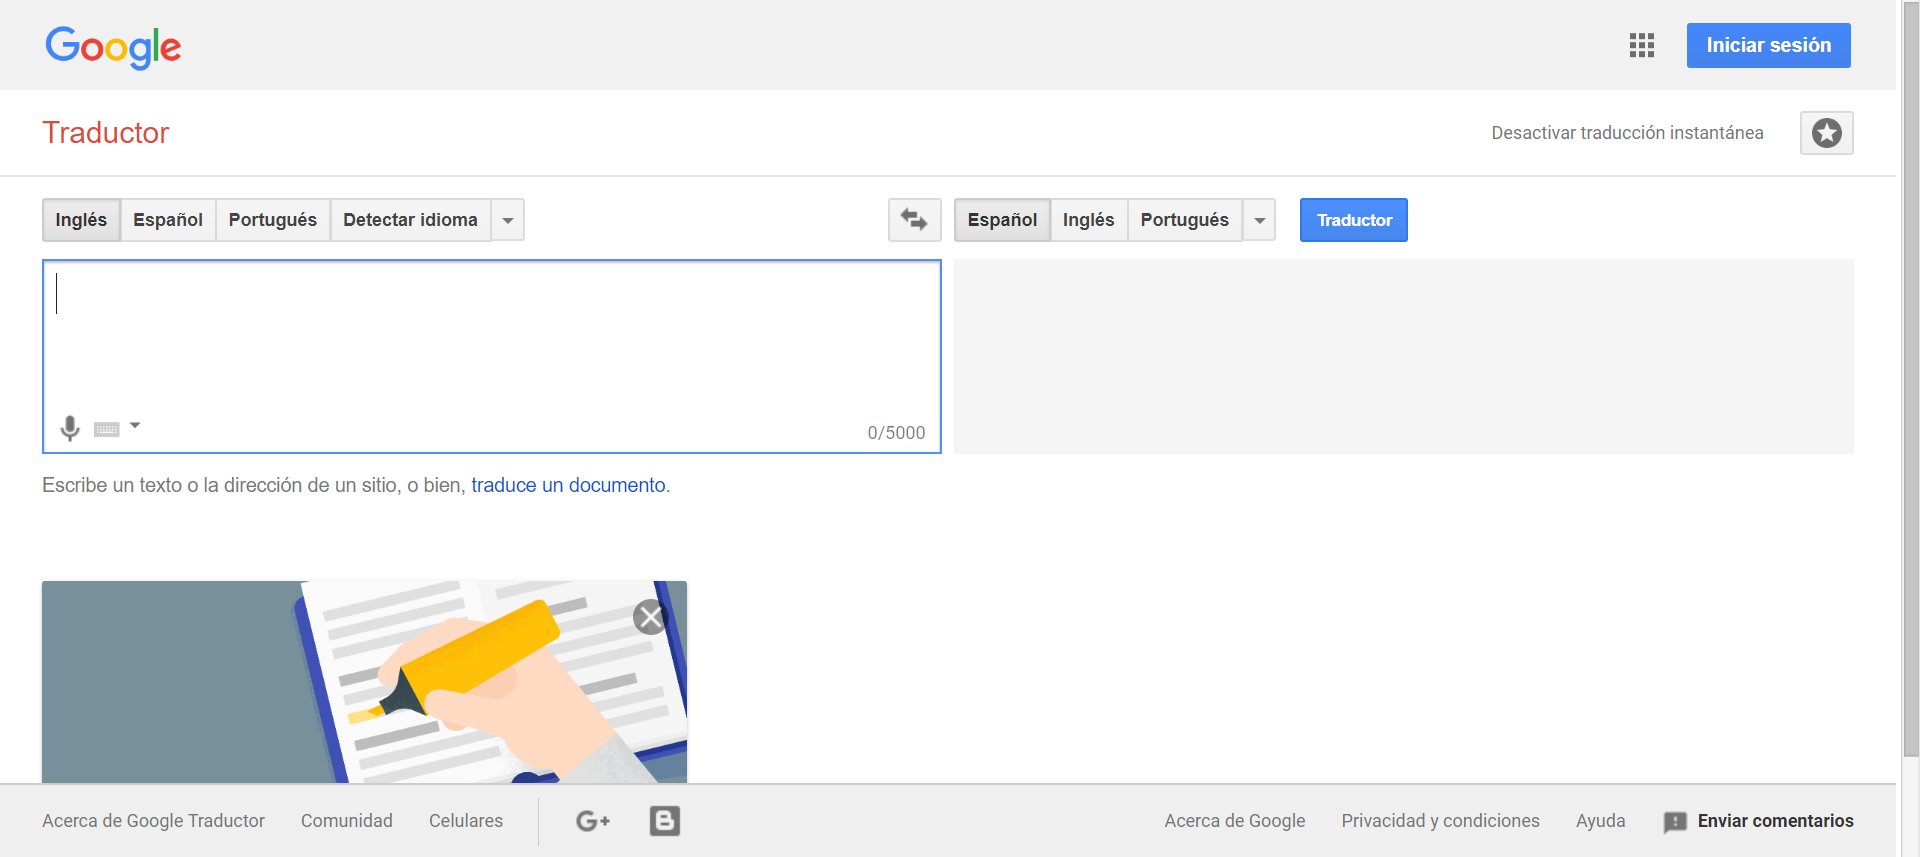 Google
Iniciar sesión
Traductor
Desactivar traducción instantánea
Inglés Español Portugués Detectar idioma
Español Inglés Portugués Traductor
0/5000
Escribe un texto o la dirección de un sitio, o bien, traduce un documento.
Acerca de Google Traductor Comunidad Celulares G+ B
Acerca de Google Privacidad y condiciones Ayuda Enviar comentarios